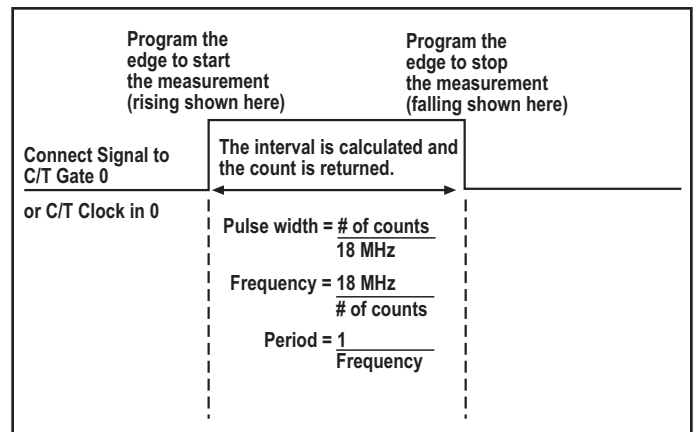 Program the
edge to start
the measurement
(rising shown here)
Program the
edge to stop
the measurement
(falling shown here)
Connect Signal to
C/T Gate 0
or C/T Clock in 0
The interval is calculated and
the count is returned.
Pulse width = # of counts
18 MHz
Frequency = 18 MHz
# of counts
Period = 1
Frequency